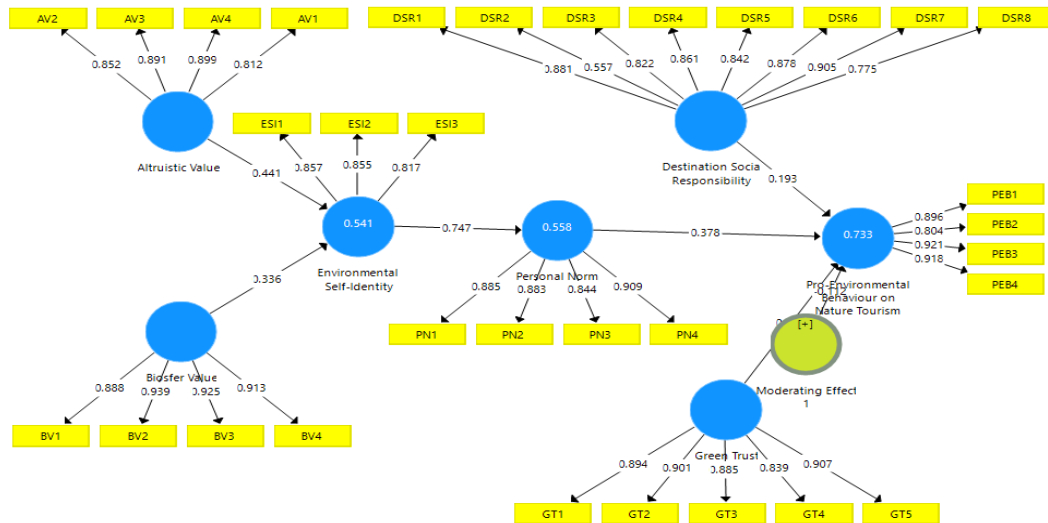 AV2
AV3
AV4
AV1
DSR1
DSR2
DSR3
DSR4
DSR5
DSR6
DSR7
DSR8
0.852
0.891
0.899
0.812
0.881
0.557
0.822
0.861
0.842
0.878
0.905
0.775
ESI1
ESI2
ESI3
Altruistic Value
0.857
0.855
0.817
0.441
Destination Socia
Responsibility
0.193
0.541
0.747
0.558
0.378
0.733
PEB1
PEB2
PEB3
PEB4
0.896
0.804
0.921
0.918
Environmental
Self-Identity
Personal Norm
0.336
0.885
0.883
0.844
0.909
PN1
PN2
PN3
PN4
Pro-Environmental
Behaviour on
Nature Tourism
[+]
Biosfer Value
0.888
0.939
0.925
0.913
BV1
BV2
BV3
BV4
Moderating Effect
1
Green Trust
0.894
0.901
0.885
0.839
0.907
GT1
GT2
GT3
GT4
GT5